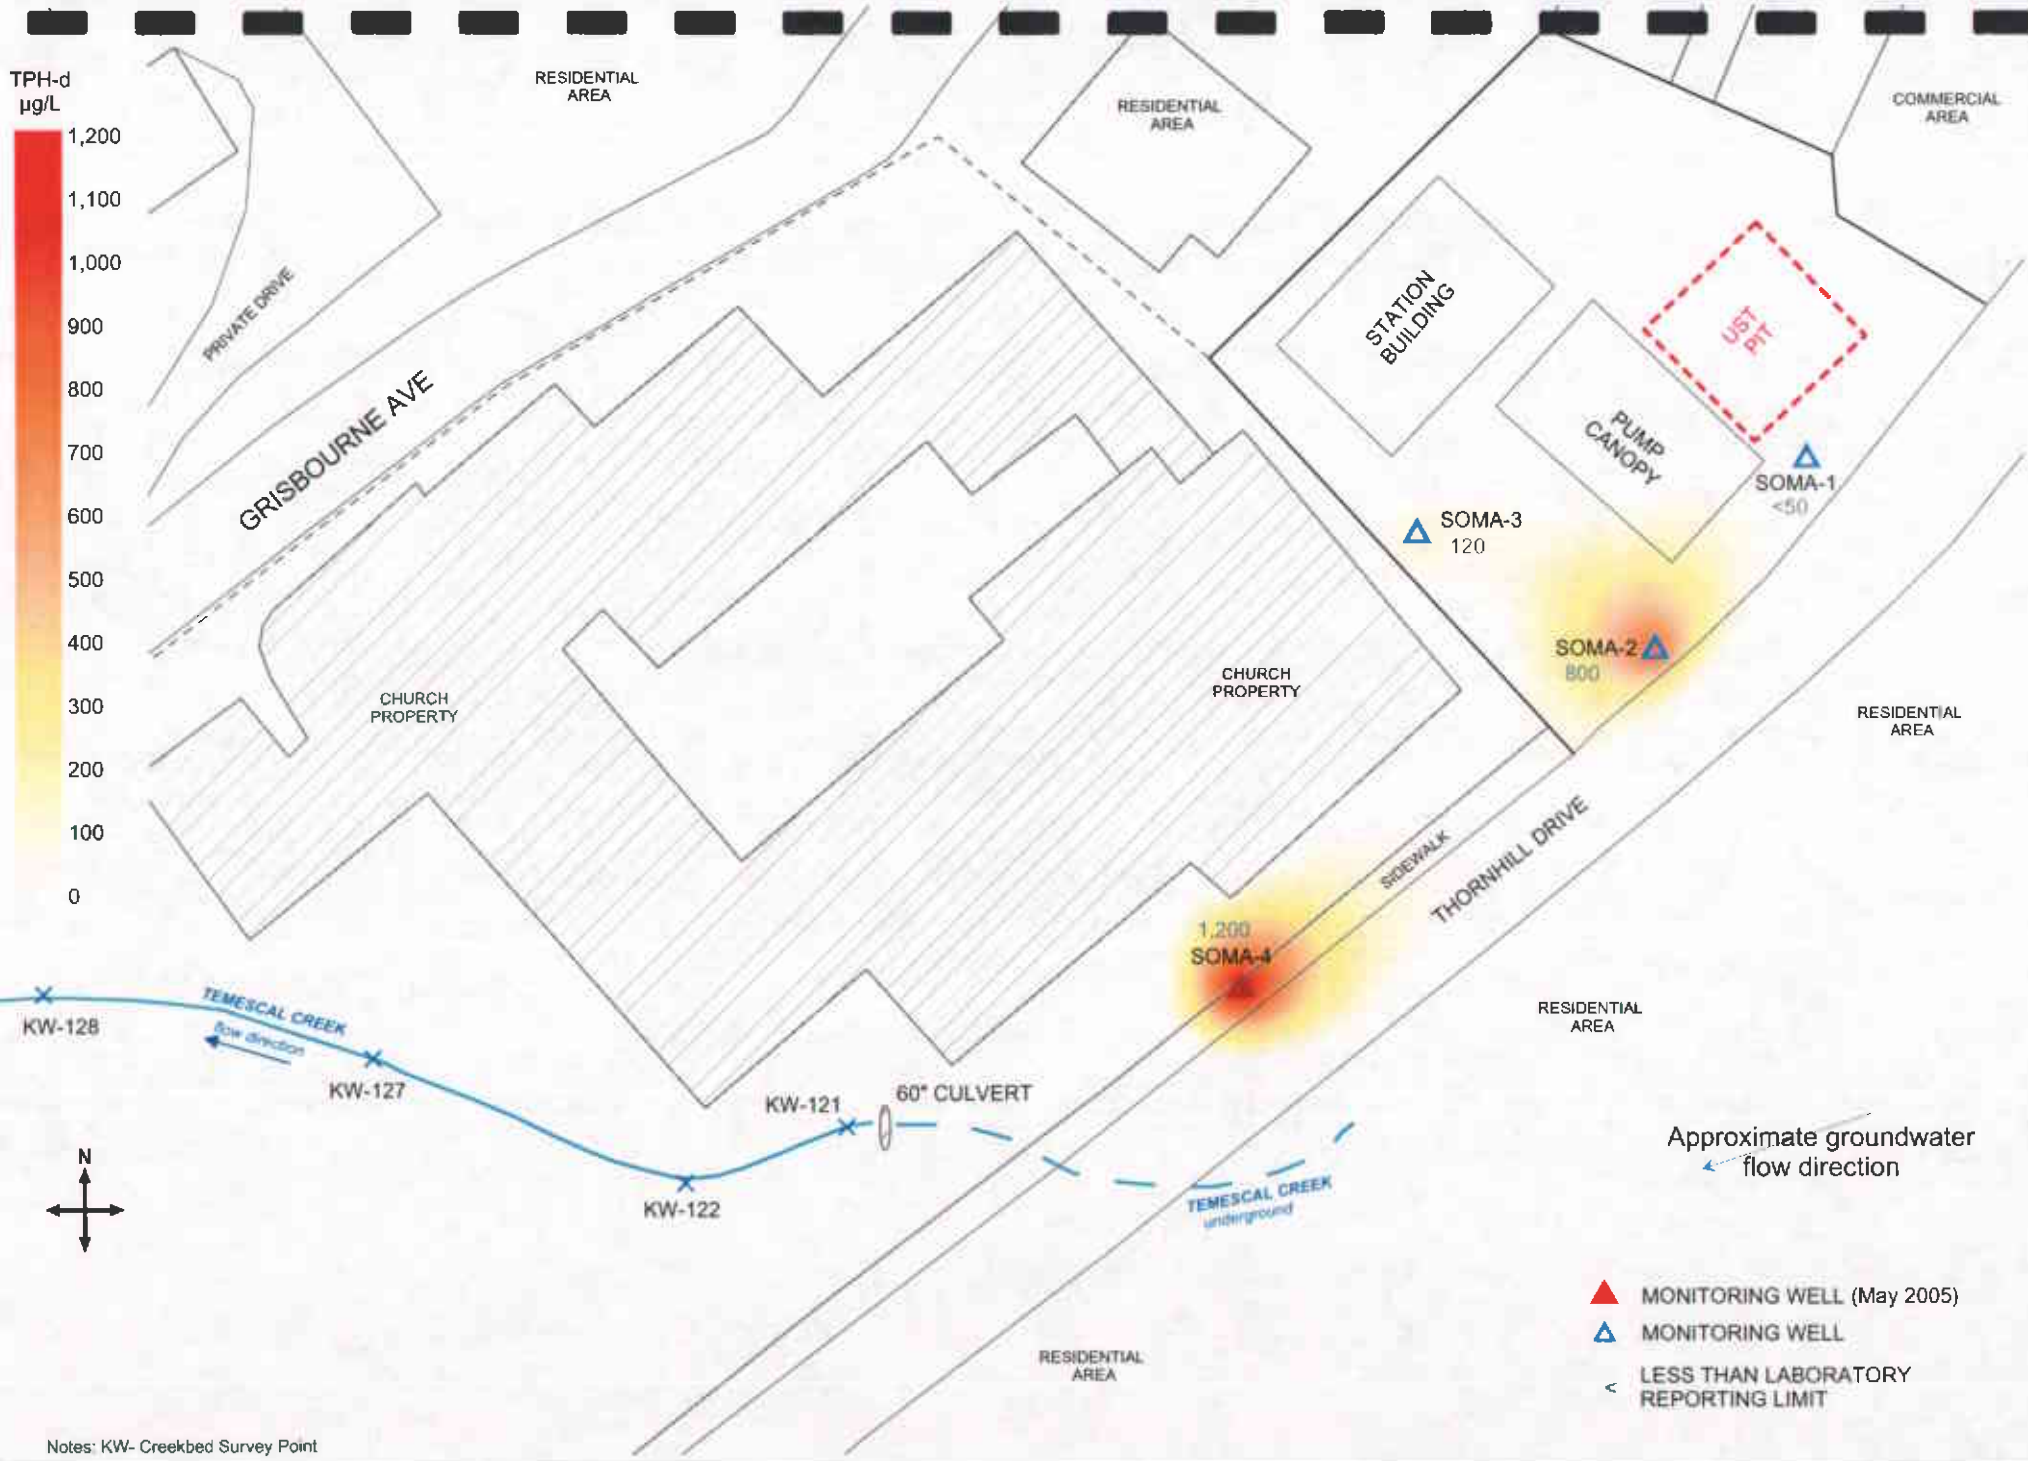 TPH-d
µg/L
1,200
1,100
1,000
900
800
700
600
500
400
300
200
100
0
RESIDENTIAL
AREA
RESIDENTIAL
AREA
COMMERCIAL
AREA
PRIVATE DRIVE
GRISBOURNE AVE
STATION
BUILDING
UST
PIT
PUMP
CANOPY
SOMA-1
<50
SOMA-3
120
SOMA-2
800
CHURCH
PROPERTY
CHURCH
PROPERTY
RESIDENTIAL
AREA
SIDEWALK
THORNHILL DRIVE
1,200
SOMA-4
RESIDENTIAL
AREA
KW-128
TEMESCAL CREEK
flow direction
KW-127
KW-121
60" CULVERT
KW-122
TEMESCAL CREEK
underground
N
Approximate groundwater
flow direction
MONITORING WELL (May 2005)
MONITORING WELL
< LESS THAN LABORATORY
REPORTING LIMIT
RESIDENTIAL
AREA
Notes: KW- Creekbed Survey Point